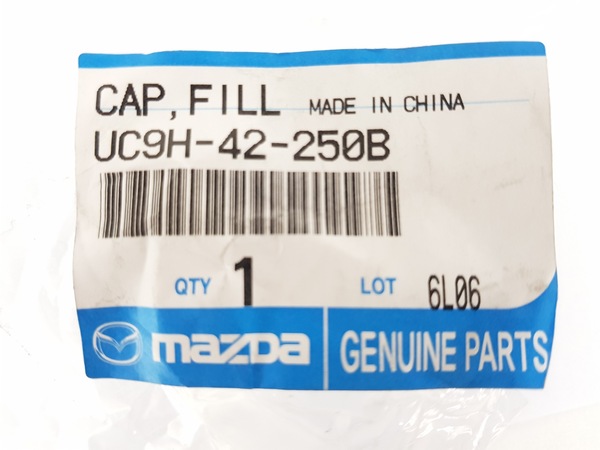 CAP, FILL MADE IN CHINA
UC9H-42-250B
QTY 1 LOT 6L06
mazda GENUINE PARTS